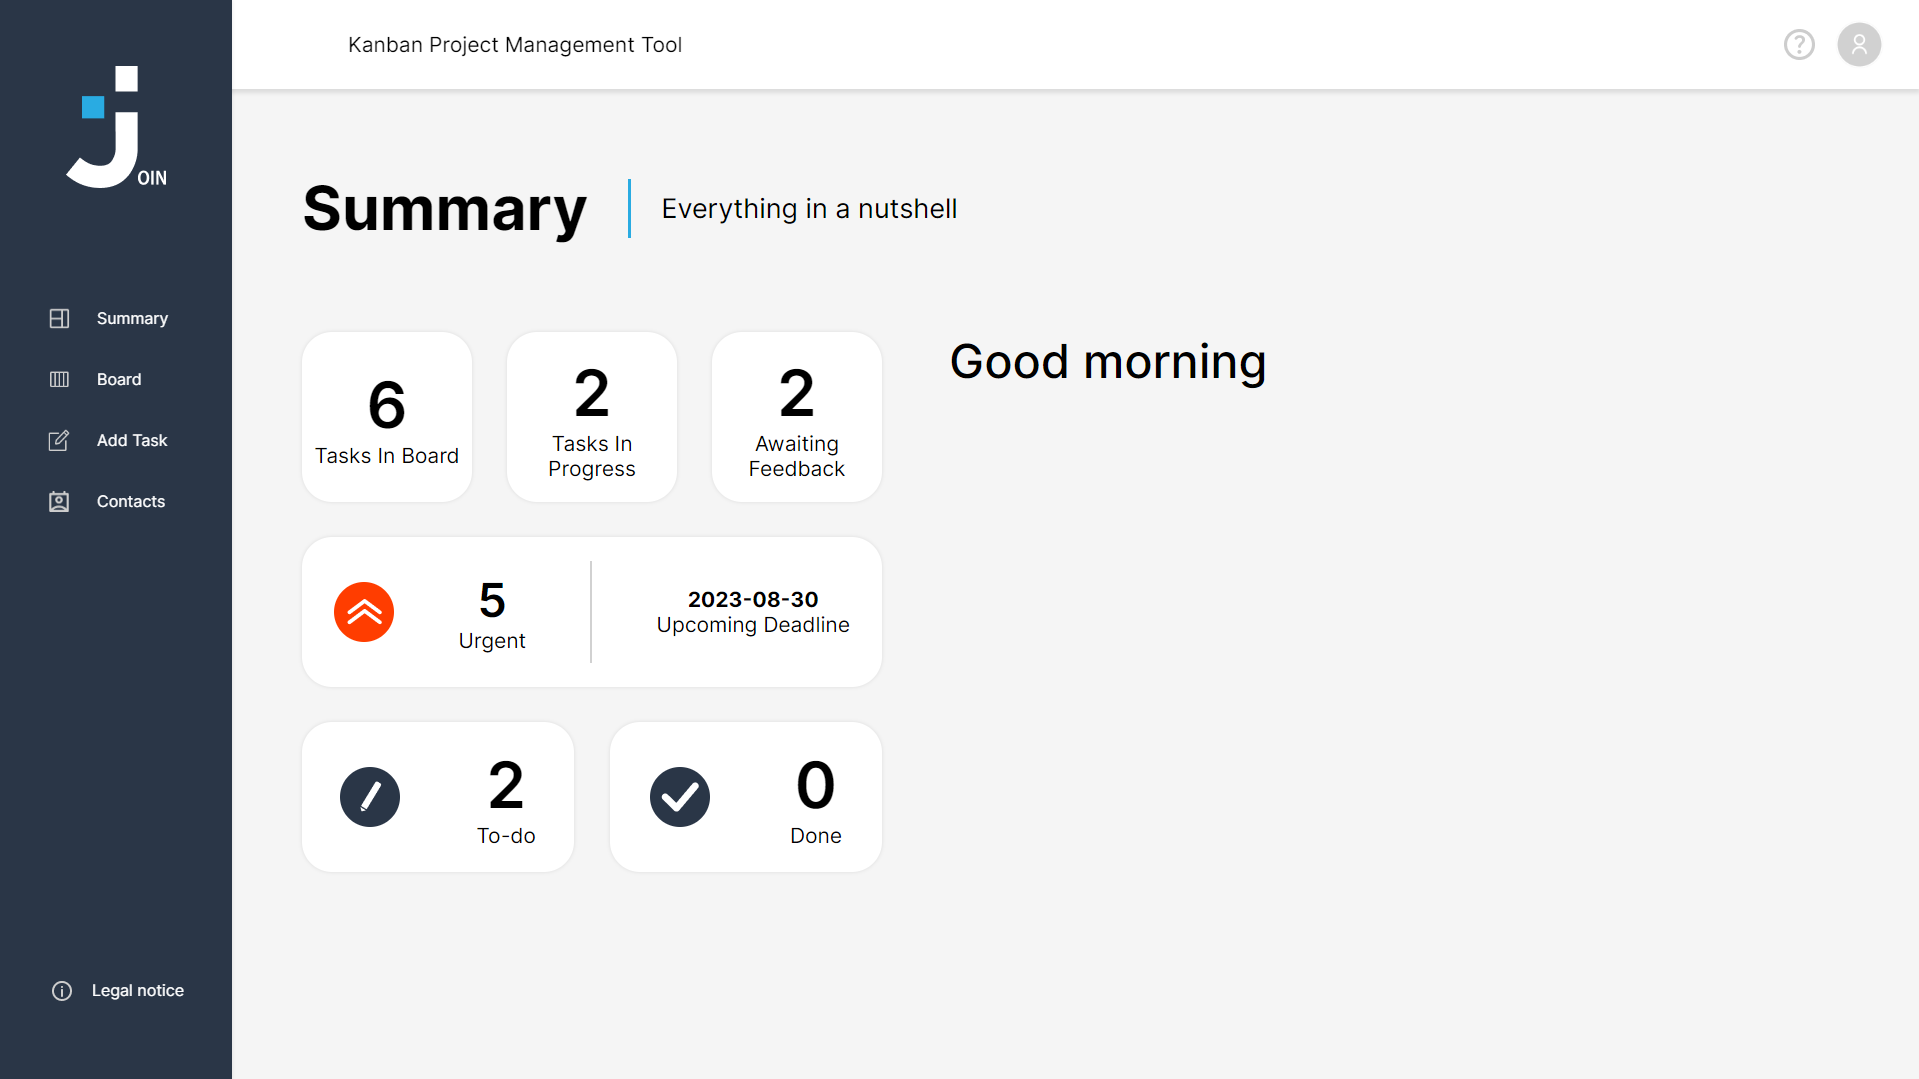 Kanban Project Management Tool
OIN
Summary
Everything in a nutshell
Summary
Board
Add Task
Contacts
6
Tasks In Board
2
Tasks In
Progress
2
Awaiting
Feedback
Good morning
5
Urgent
2023-08-30
Upcoming Deadline
2
To-do
0
Done
Legal notice